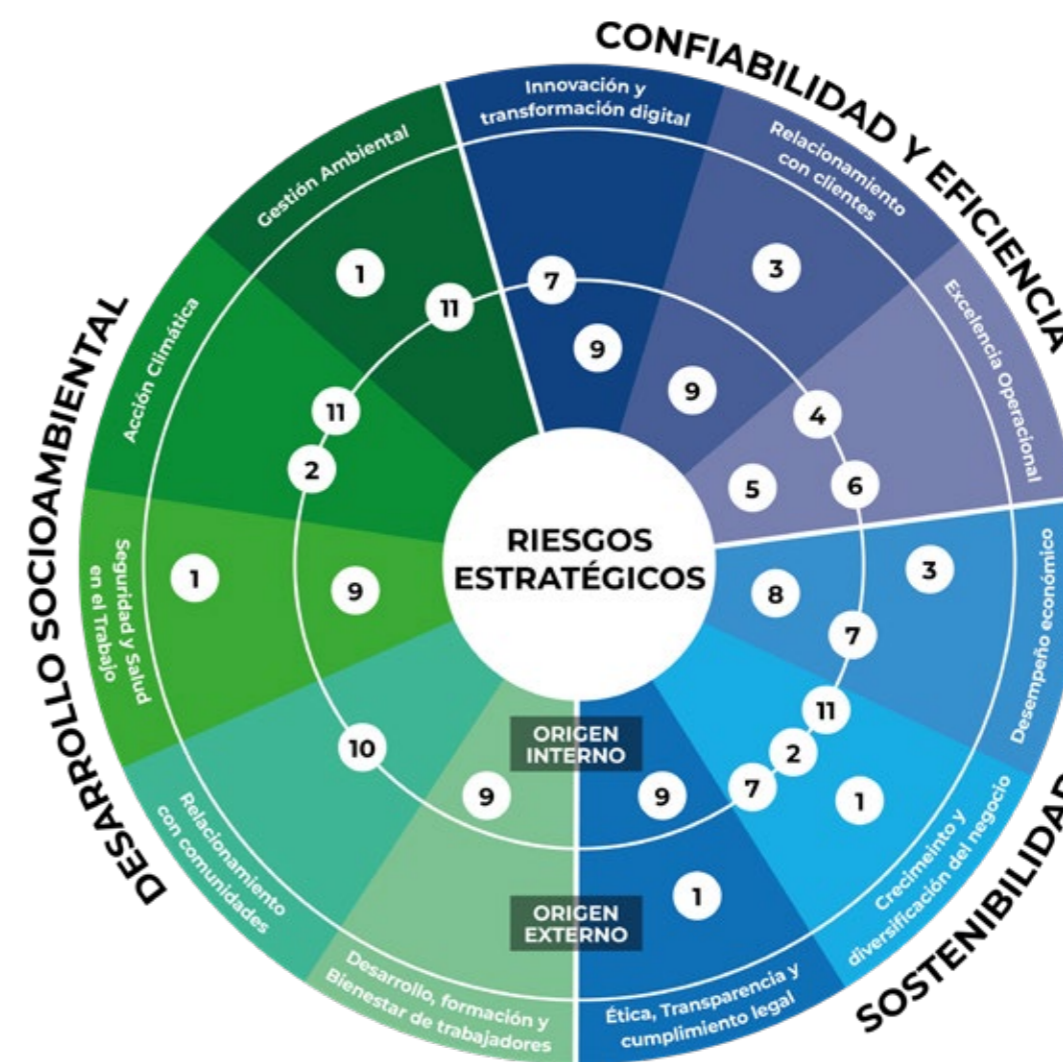 CONFIABILIDAD Y EFICIENCIA
Innovación y
transformación digital
Relacionamiento
con clientes
Excelencia Operacional
Gestión Ambiental
Acción Climática
DESARROLLO SOCIOAMBIENTAL
1
11
7
9
3
9
4
5
6
11
2
RIESGOS
ESTRATÉGICOS
Seguridad y Salud
en el Trabajo
1
9
8
3
7
Desempeño económico
11
2
7
1
Crecimeinto y
diversificación del negocio
SOSTENIBILIDAD
ORIGEN
INTERNO
10
9
9
1
ORIGEN
EXTERNO
Relacionamiento
con comunidades
Desarrollo, formación y
Bienestar de trabajadores
Ética, Transparencia y
cumplimiento legal